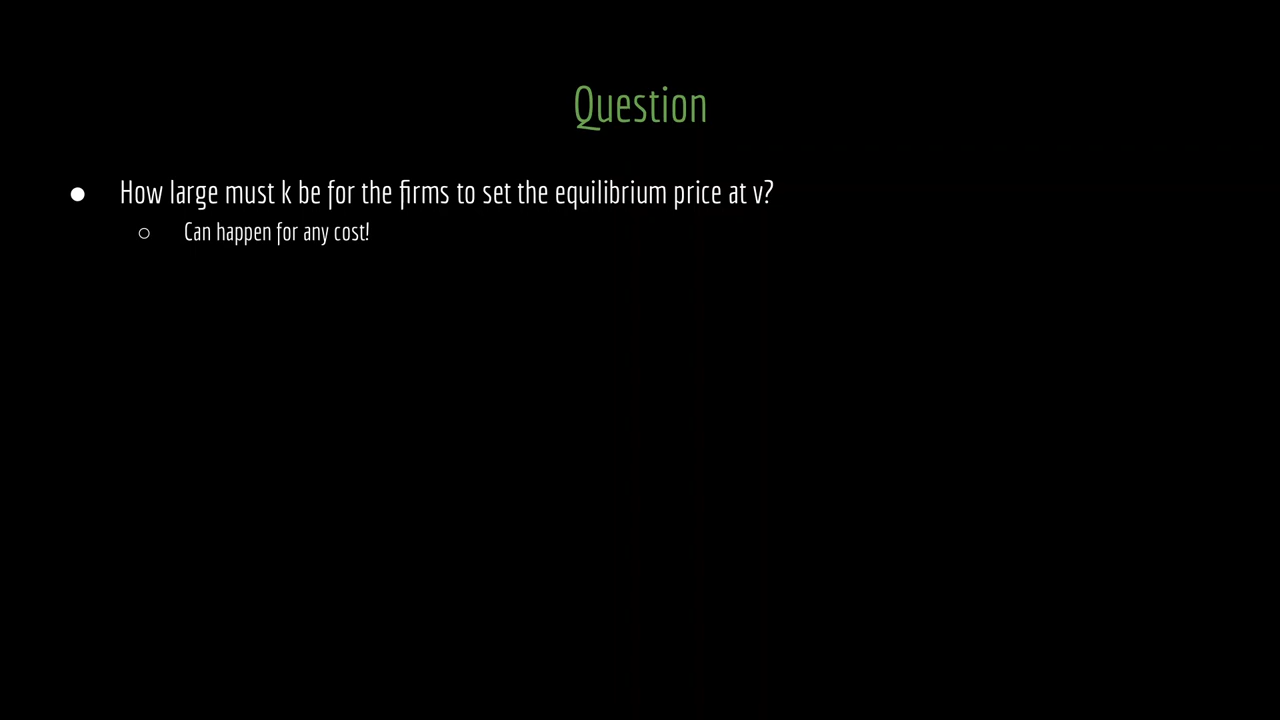 Question
● How large must k be for the firms to set the equilibrium price at v?
○ Can happen for any cost!